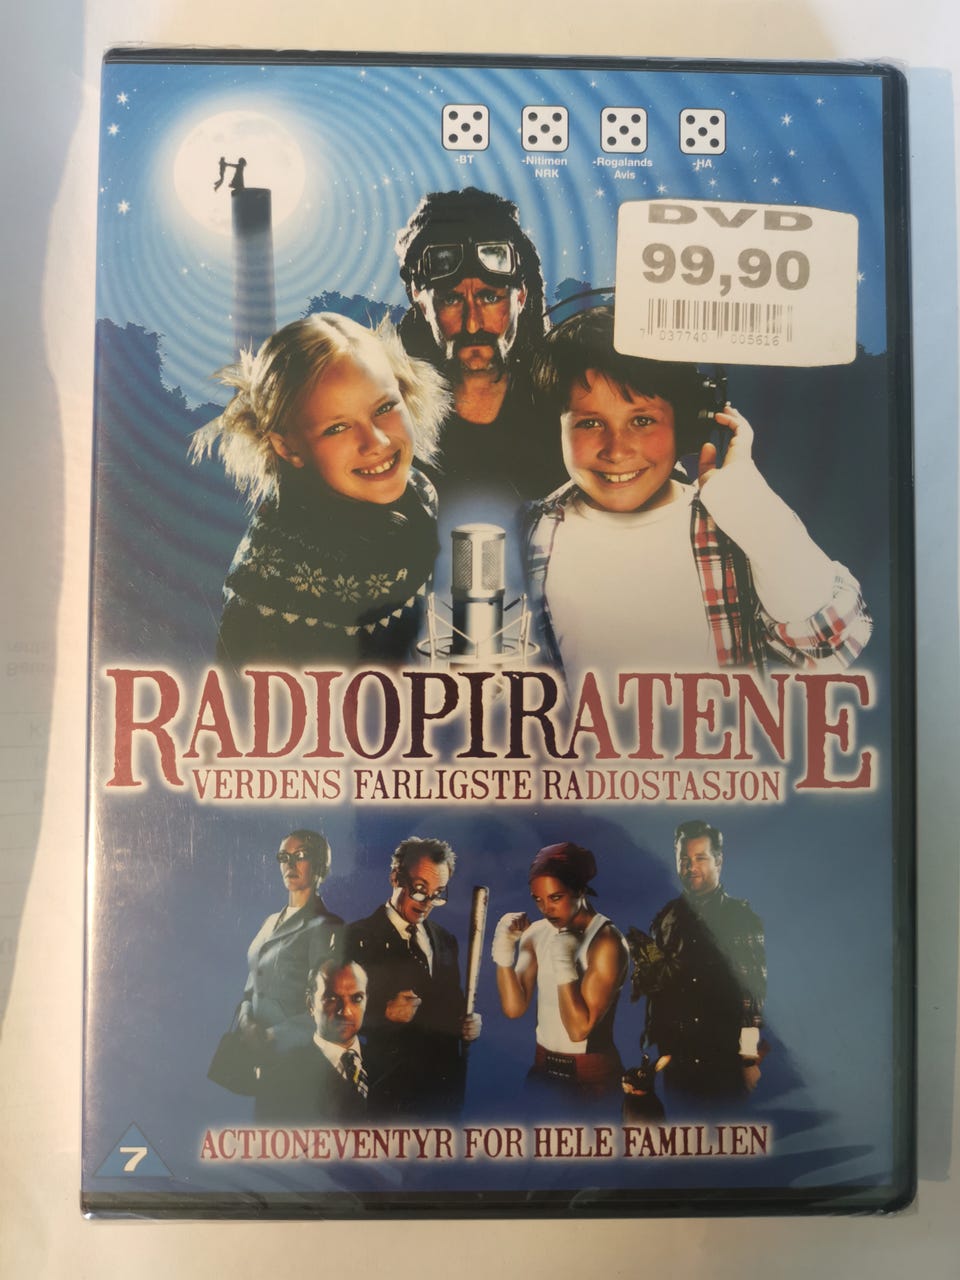 -BT
-Nitimen
NRK
-Rogalands
Avis
-HA
DVD
99,90
7 037740 005616
RADIOPIRATENE
VERDENS FARLIGSTE RADIOSTASJON
ACTIONEVENTYR FOR HELE FAMILIEN
7